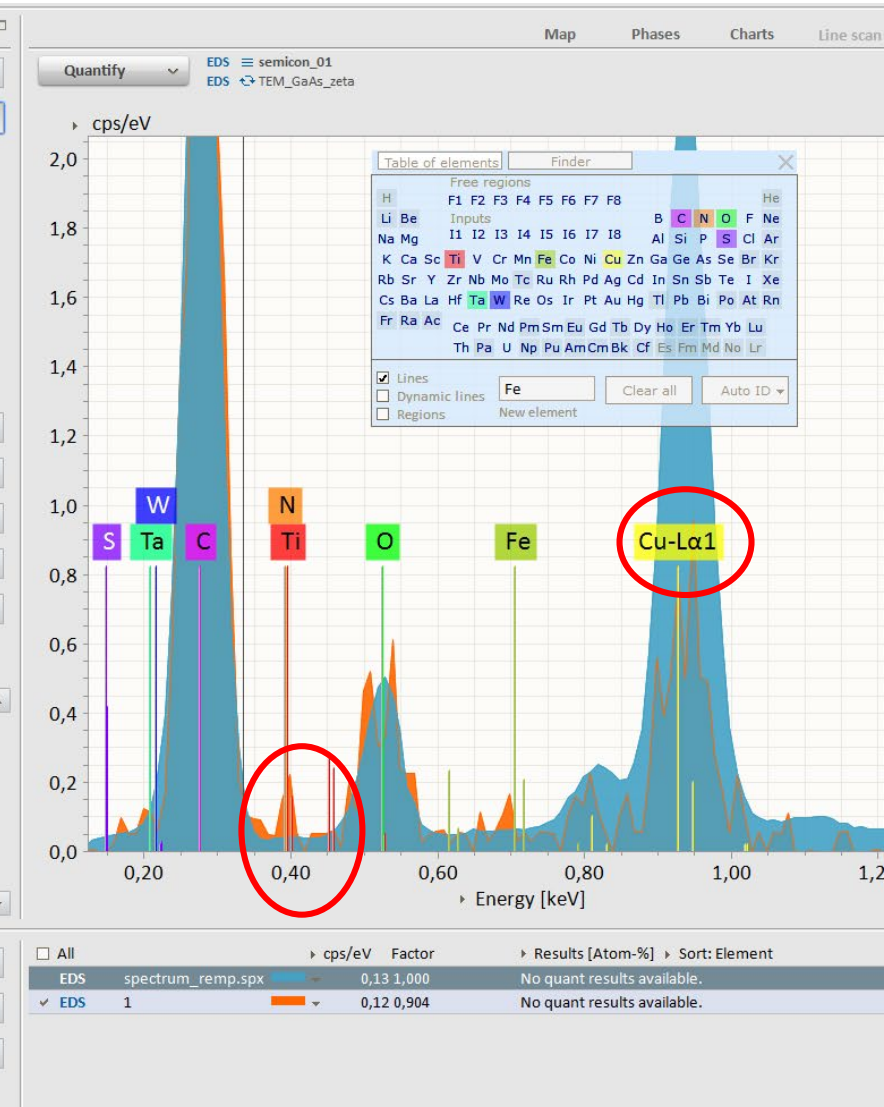 Map Phases Charts Line scan
Quantify
EDS semicon_01
EDS TEM_GaAs_zeta
cps/eV
Table of elements Finder
Free regions
H F1 F2 F3 F4 F5 F6 F7 F8 He
Li Be Inputs B C N O F Ne
Na Mg I1 I2 I3 I4 I5 I6 I7 I8 Al Si P S Cl Ar
K Ca Sc Ti V Cr Mn Fe Co Ni Cu Zn Ga Ge As Se Br Kr
Rb Sr Y Zr Nb Mo Tc Ru Rh Pd Ag Cd In Sn Sb Te I Xe
Cs Ba La Hf Ta W Re Os Ir Pt Au Hg Tl Pb Bi Po At Rn
Fr Ra Ac Ce Pr Nd Pm Sm Eu Gd Tb Dy Ho Er Tm Yb Lu
Th Pa U Np Pu Am Cm Bk Cf Es Fm Md No Lr
Lines
Dynamic lines
Regions
Fe
New element
Clear all
Auto ID
2,0
1,8
1,6
1,4
1,2
1,0
0,8
0,6
0,4
0,2
0,0
W N
S Ta C Ti O Fe Cu-Lα1
0,20 0,40 0,60 0,80 1,00 1,2
Energy [keV]
All cps/eV Factor Results [Atom-%] Sort: Element
EDS spectrum_remp.spx 0,13 1,000 No quant results available.
EDS 1 0,12 0,904 No quant results available.